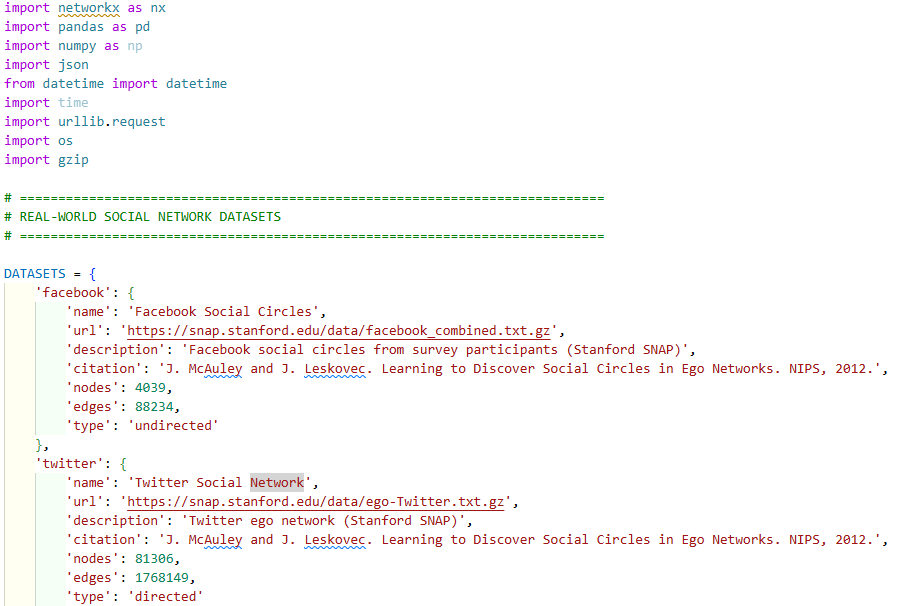 import networkx as nx
import pandas as pd
import numpy as np
import json
from datetime import datetime
import time
import urllib.request
import os
import gzip
# ============================================================================
# REAL-WORLD SOCIAL NETWORK DATASETS
# ============================================================================
DATASETS = {
    'facebook': {
        'name': 'Facebook Social Circles',
        'url': 'https://snap.stanford.edu/data/facebook_combined.txt.gz',
        'description': 'Facebook social circles from survey participants (Stanford SNAP)',
        'citation': 'J. McAuley and J. Leskovec. Learning to Discover Social Circles in Ego Networks. NIPS, 2012.',
        'nodes': 4039,
        'edges': 88234,
        'type': 'undirected'
    },
    'twitter': {
        'name': 'Twitter Social Network',
        'url': 'https://snap.stanford.edu/data/ego-Twitter.txt.gz',
        'description': 'Twitter ego network (Stanford SNAP)',
        'citation': 'J. McAuley and J. Leskovec. Learning to Discover Social Circles in Ego Networks. NIPS, 2012.',
        'nodes': 81306,
        'edges': 1768149,
        'type': 'directed'